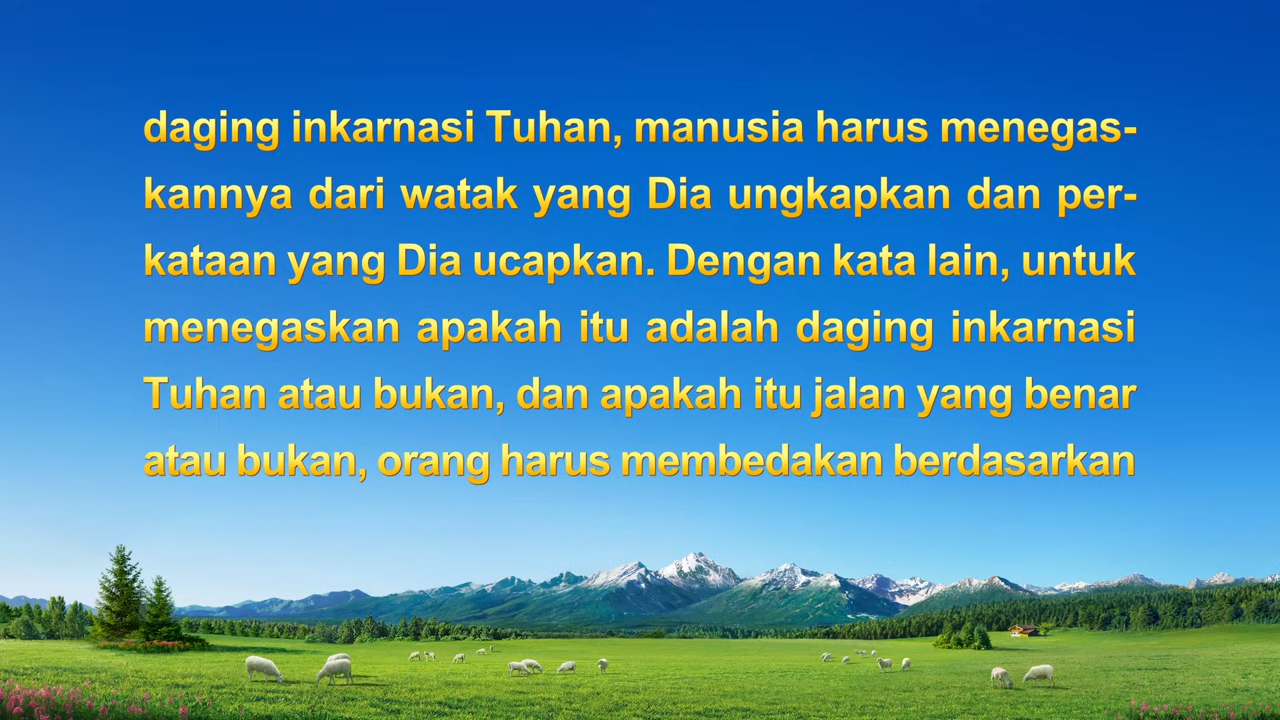 daging inkarnasi Tuhan, manusia harus menegas-
kannya dari watak yang Dia ungkapkan dan per-
kataan yang Dia ucapkan. Dengan kata lain, untuk
menegaskan apakah itu adalah daging inkarnasi
Tuhan atau bukan, dan apakah itu jalan yang benar
atau bukan, orang harus membedakan berdasarkan